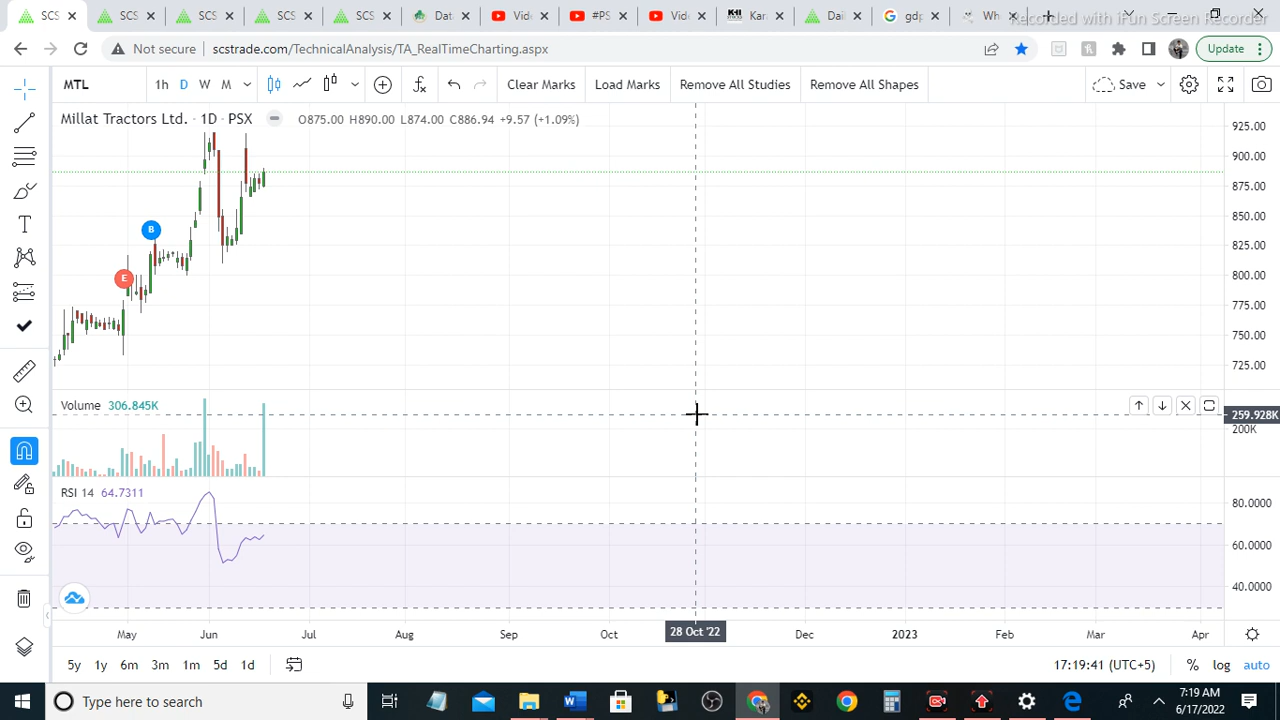 SCS
SCS
SCS
SCS
SCS
Dat
Vide
#PS
Vide
K-II
Kara
Dail
gdp
Wh
Recorded with iFun Screen Recorder
Not secure
scstrade.com/TechnicalAnalysis/TA_RealTimeCharting.aspx
Update
MTL
1h D W M
Clear Marks
Load Marks
Remove All Studies
Remove All Shapes
Save
Millat Tractors Ltd. · 1D · PSX
O875.00 H890.00 L874.00 C886.94 +9.57 (+1.09%)
925.00
900.00
875.00
850.00
825.00
800.00
775.00
750.00
725.00
B
E
T
Volume 306.845K
259.928K
200K
RSI 14 64.7311
80.0000
60.0000
40.0000
May Jun Jul Aug Sep Oct 28 Oct '22 Dec 2023 Feb Mar Apr
5y 1y 6m 3m 1m 5d 1d
17:19:41 (UTC+5)
% log auto
Type here to search
7:19 AM
6/17/2022